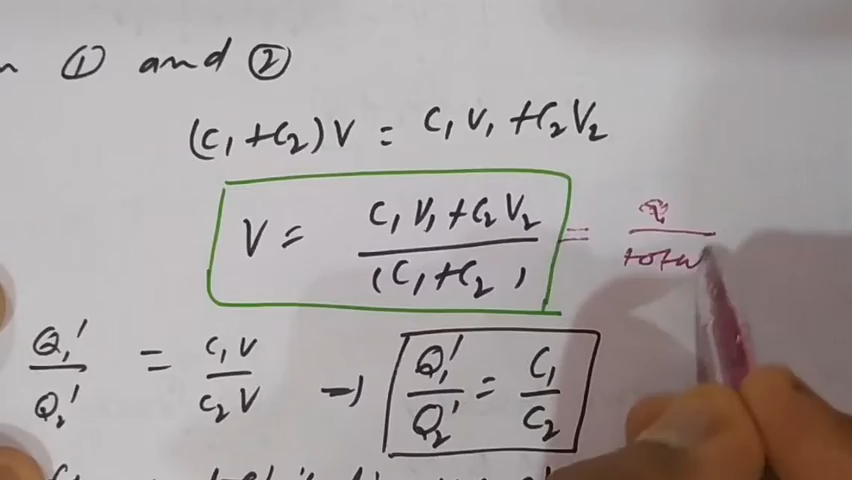 ① and ②
(C₁+C₂)V = C₁V₁+C₂V₂
V = C₁V₁+C₂V₂ / (C₁+C₂) =
Q₁'/Q₂' = C₁V/C₂V → Q₁'/Q₂' = C₁/C₂